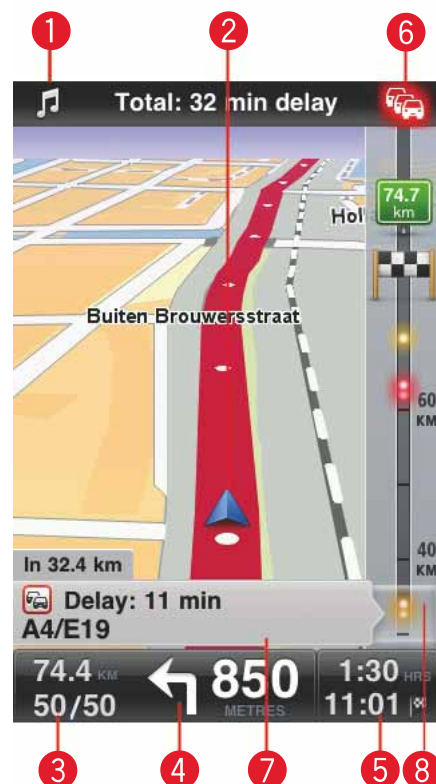 1 2 6
Total: 32 min delay
74.7
km
Hol
Buiten Brouwersstraat
60
KM
In 32.4 km
40
KM
Delay: 11 min
A4/E19
74.4 KM
50/50
850
METRES
1:30 HRS
11:01
3 4 7 5 8